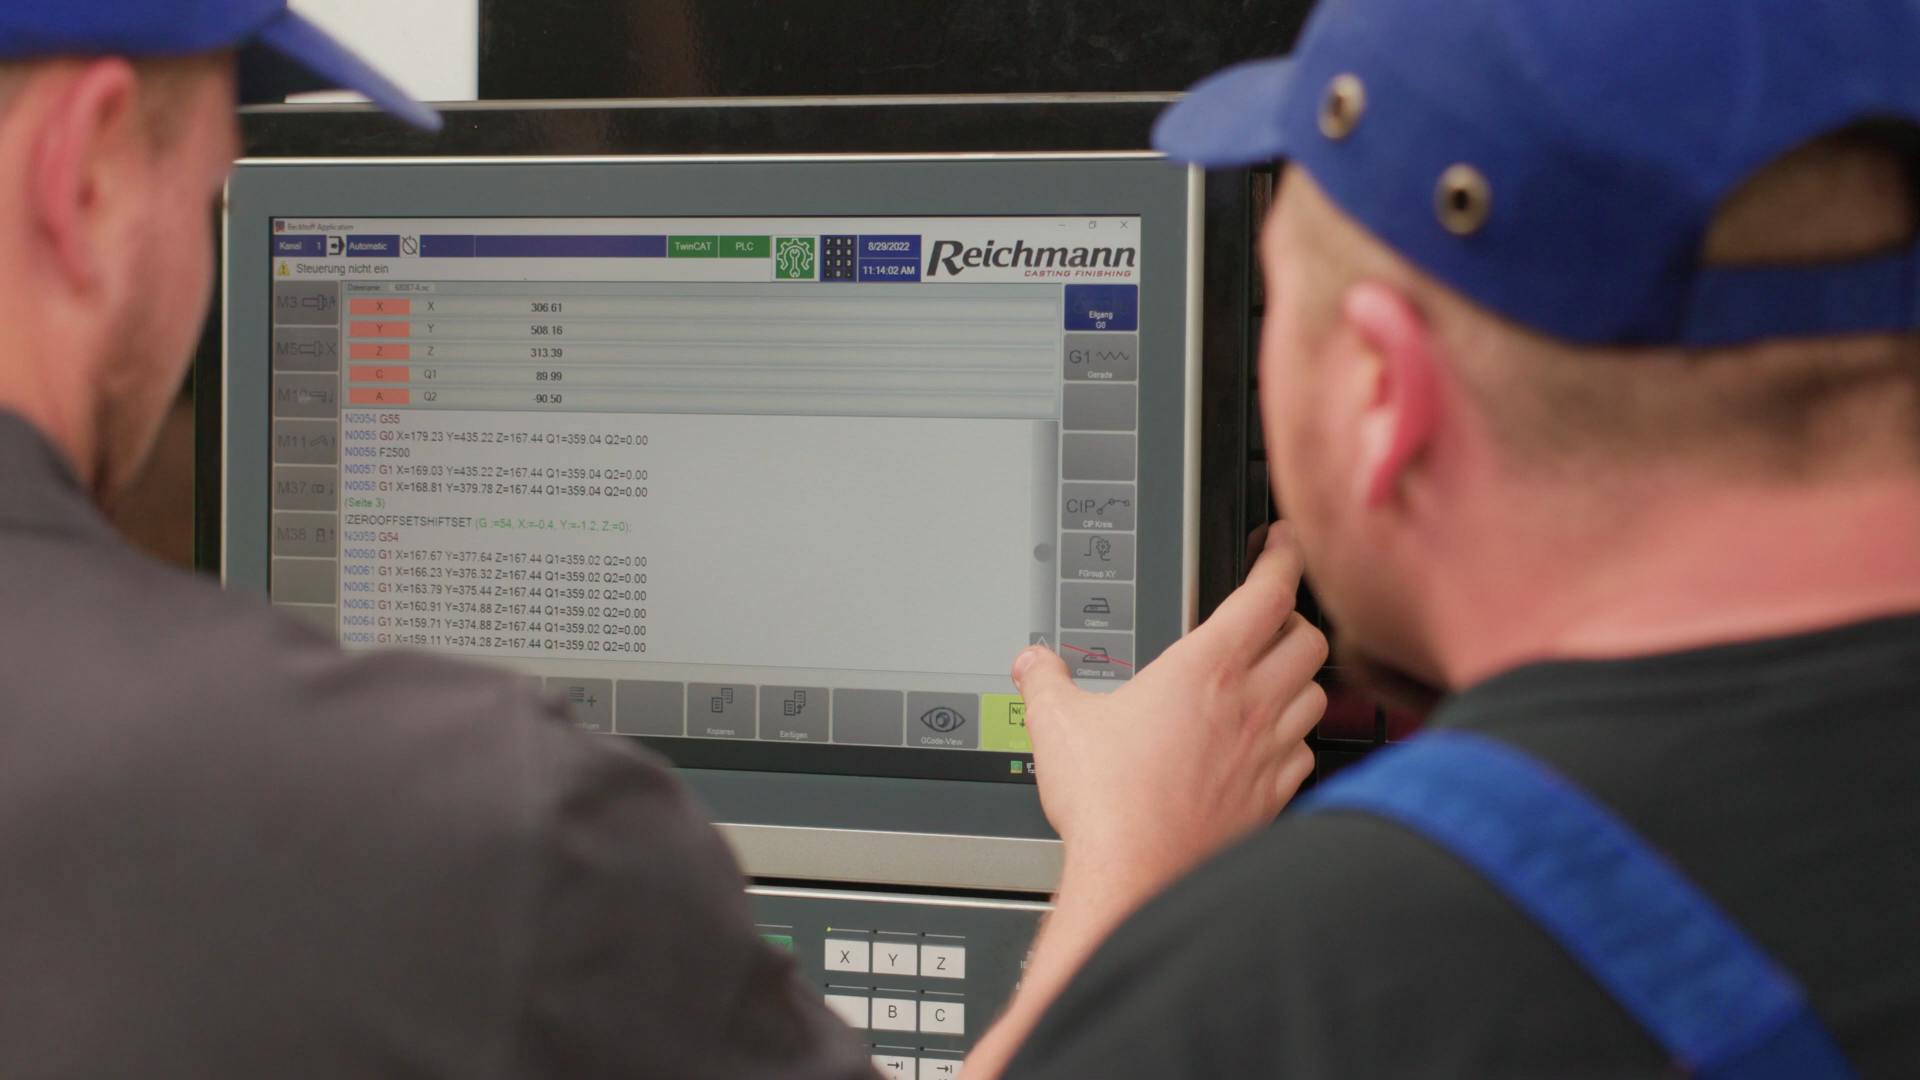 Beckhoff Application
Kanal 1 Automatic - TwinCAT PLC 8/29/2022
11:14:02 AM
Reichmann
CASTING FINISHING
Steuerung nicht ein
Dateiname
X X 306.61
Y Y 508.16
Z Z 313.39
C Q1 89.99
A Q2 -90.50
M3
M5
M10
M11
M37
M38
N0054 G55
N0055 G0 X=179.23 Y=435.22 Z=167.44 Q1=359.04 Q2=0.00
N0056 F2500
N0057 G1 X=169.03 Y=435.22 Z=167.44 Q1=359.04 Q2=0.00
N0058 G1 X=168.81 Y=379.78 Z=167.44 Q1=359.04 Q2=0.00
(Seite 3)
!ZEROOFFSETSHIFTSET (G :=54, X:=-0.4, Y:=-1.2, Z:=0);
N0059 G54
N0060 G1 X=167.67 Y=377.64 Z=167.44 Q1=359.02 Q2=0.00
N0061 G1 X=166.23 Y=376.32 Z=167.44 Q1=359.02 Q2=0.00
N0062 G1 X=163.79 Y=375.44 Z=167.44 Q1=359.02 Q2=0.00
N0063 G1 X=160.91 Y=374.88 Z=167.44 Q1=359.02 Q2=0.00
N0064 G1 X=159.71 Y=374.88 Z=167.44 Q1=359.02 Q2=0.00
N0065 G1 X=159.11 Y=374.28 Z=167.44 Q1=359.02 Q2=0.00
Eilgang
G0
G1
Gerade
CIP
CIP Kreis
FGroup XY
Glätten
Glätten aus
Kopieren
Einfügen
GCode-View
NC
X Y Z
B C